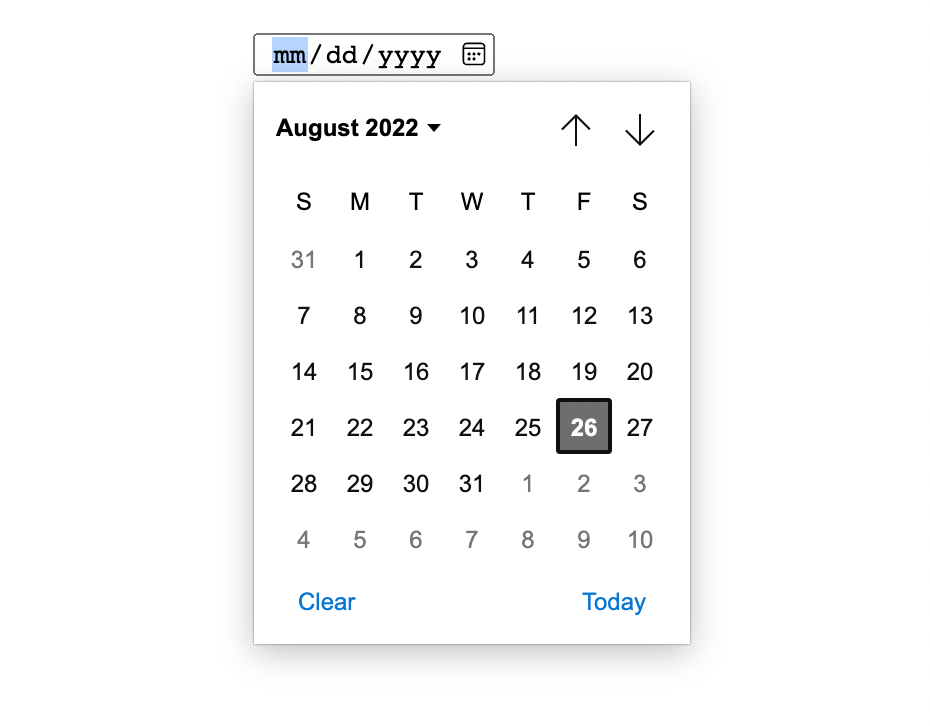 mm/dd/yyyy
August 2022
S M T W T F S
31 1 2 3 4 5 6
7 8 9 10 11 12 13
14 15 16 17 18 19 20
21 22 23 24 25 26 27
28 29 30 31 1 2 3
4 5 6 7 8 9 10
Clear Today